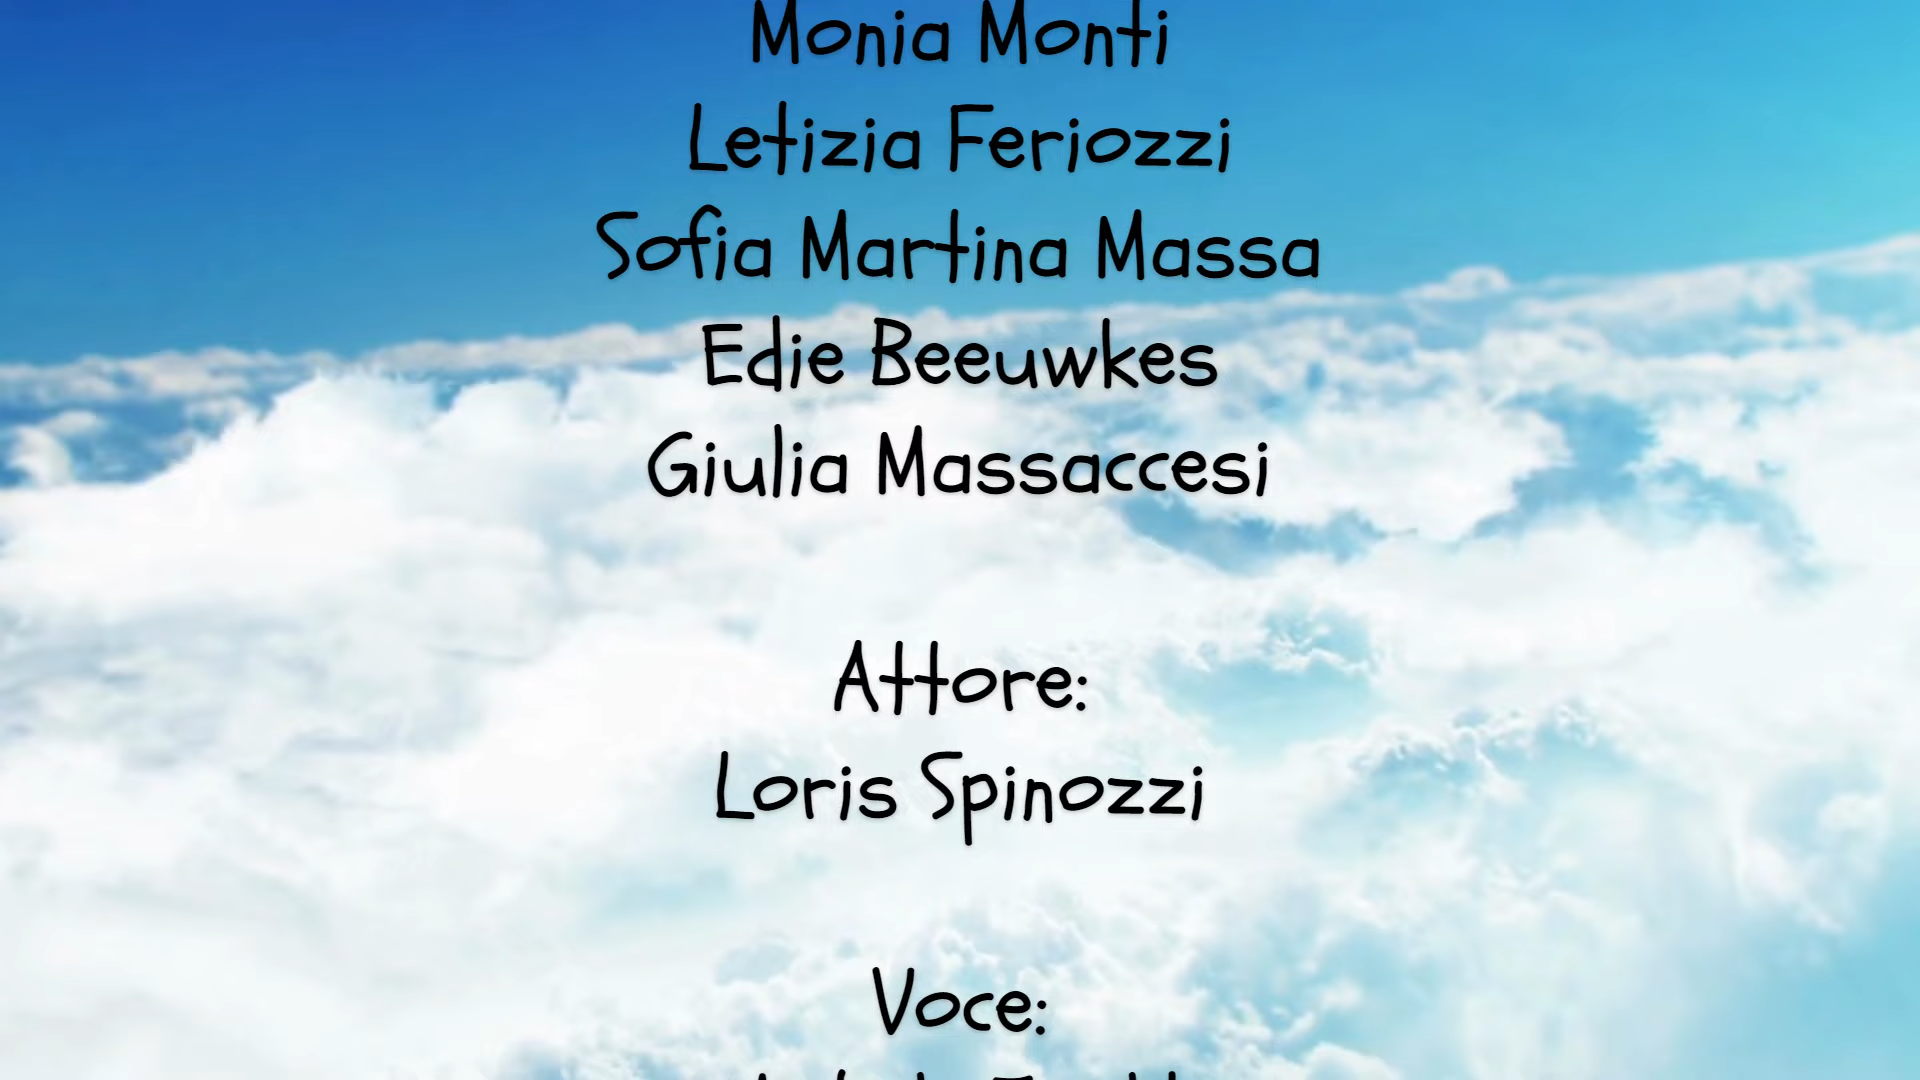 Monia Monti
Letizia Feriozzi
Sofia Martina Massa
Edie Beeuwkes
Giulia Massaccesi
Attore:
Loris Spinozzi
Voce: